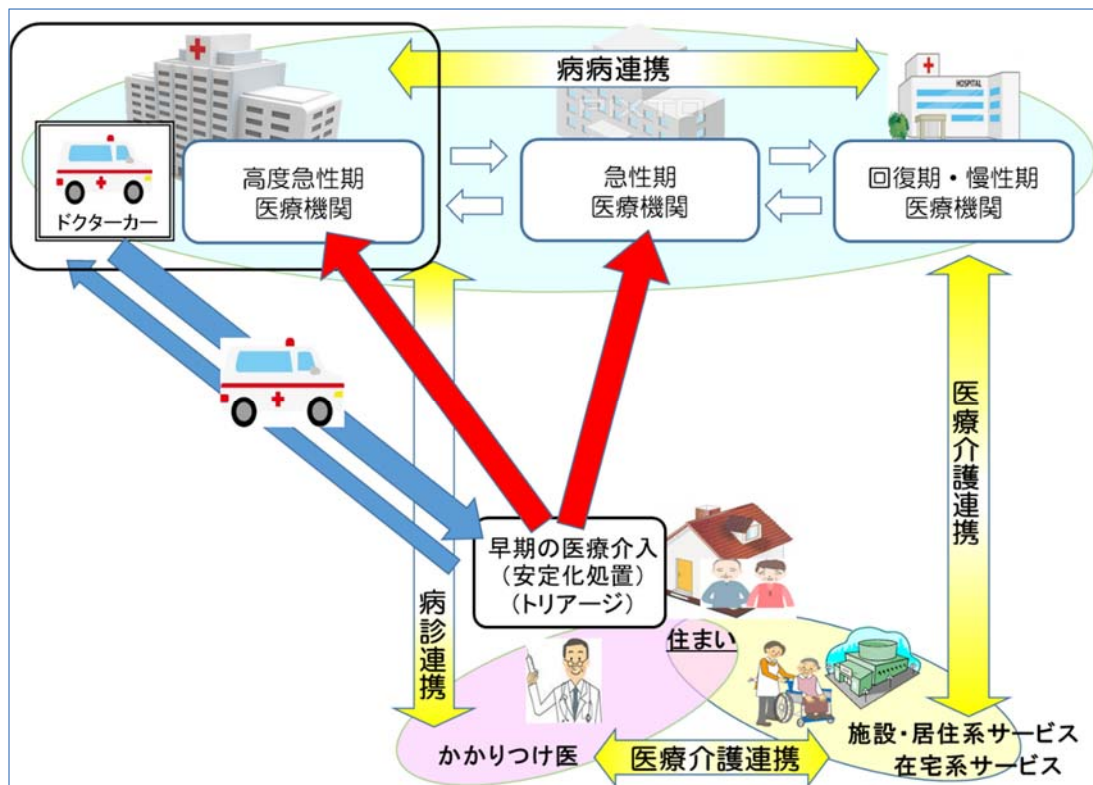 病病連携
HOSPITAL
ドクターカー
高度急性期
医療機関
急性期
医療機関
回復期・慢性期
医療機関
早期の医療介入
(安定化処置)
(トリアージ)
病診連携
医療介護連携
住まい
かかりつけ医
医療介護連携
施設・居住系サービス
在宅系サービス